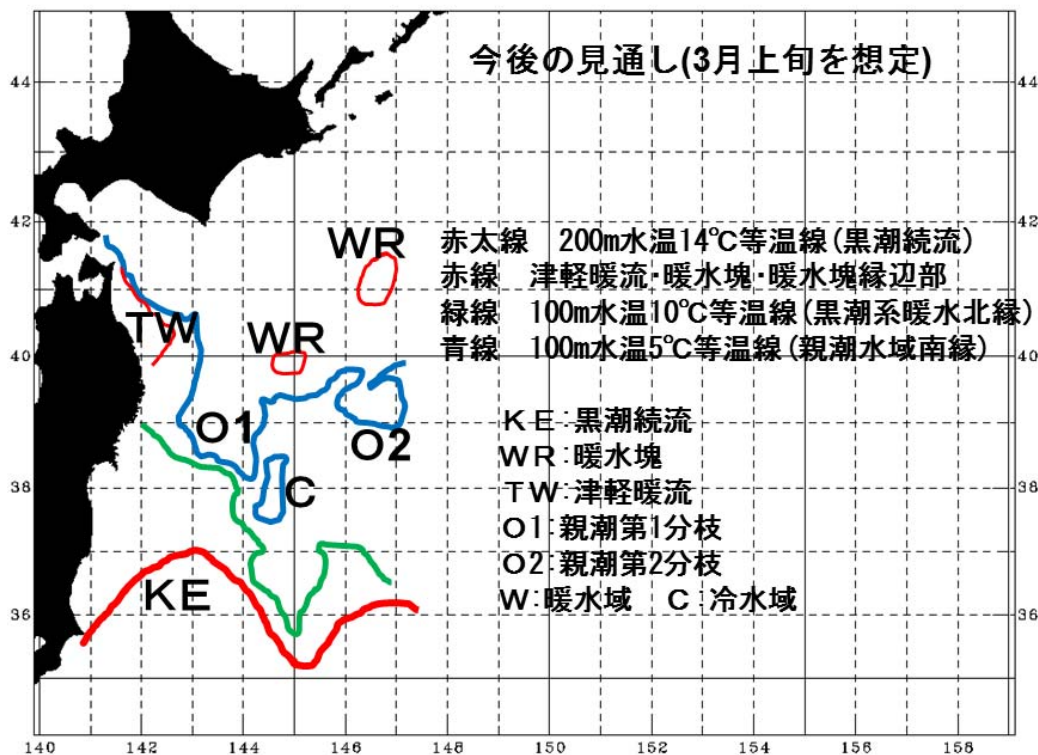 今後の見通し(3月上旬を想定)
44
44
42
42
WR
赤太線 200m水温14℃等温線(黒潮続流)
赤線 津軽暖流・暖水塊・暖水塊縁辺部
TW
WR
緑線 100m水温10℃等温線(黒潮系暖水北縁)
40
青線 100m水温5℃等温線(親潮水域南縁)
40
O1
O2
KE:黒潮続流
WR:暖水塊
38
C
TW:津軽暖流
38
O1:親潮第1分枝
O2:親潮第2分枝
KE
W:暖水域 C:冷水域
36
36
140 142 144 146 148 150 152 154 156 158